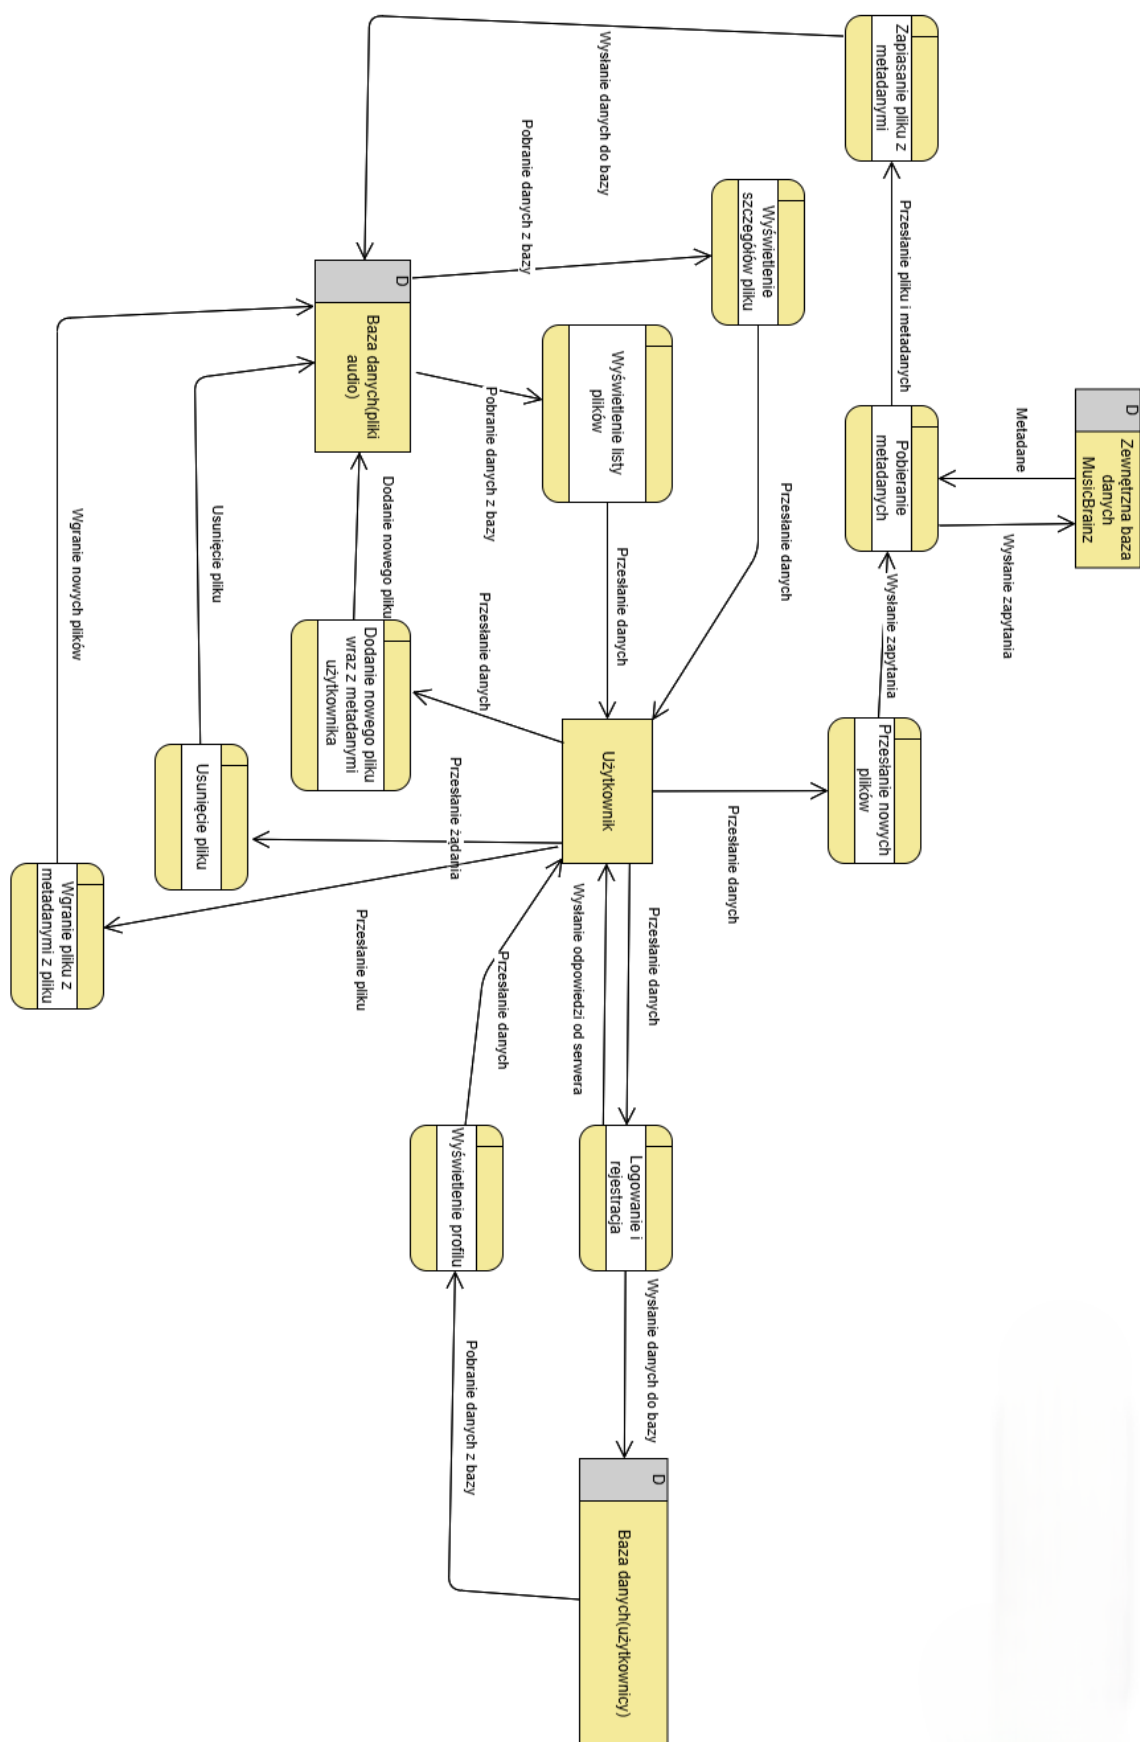 D
Zewnętrzna baza
danych
MusicBrainz
Metadane
Wysłanie zapytania
Zapiasanie pliku z
metadanymi
Przesłanie pliku i metadanych
Pobieranie
metadanych
Wysłanie zapytania
Przesłanie nowych
plików
Wyświetlenie
szczegółów pliku
Przesłanie danych
Przesłanie danych
Wysłanie danych do bazy
Pobranie danych z bazy
Wyświetlenie listy
plików
Przesłanie danych
Użytkownik
Przesłanie danych
Wysłanie odpowiedzi od serwera
Logowanie i
rejestracja
Wysłanie danych do bazy
D
Baza danych(użytkownicy)
Pobranie danych z bazy
Przesłanie danych
Przesłanie danych
Wyświetlenie profilu
Pobranie danych z bazy
D
Baza danych(pliki
audio)
Dodanie nowego pliku
Dodanie nowego pliku
wraz z metadanymi
użytkownika
Przesłanie żądania
Przesłanie pliku
Usunięcie pliku
Usunięcie pliku
Wgranie nowych plików
Wgranie pliku z
metadanymi z pliku